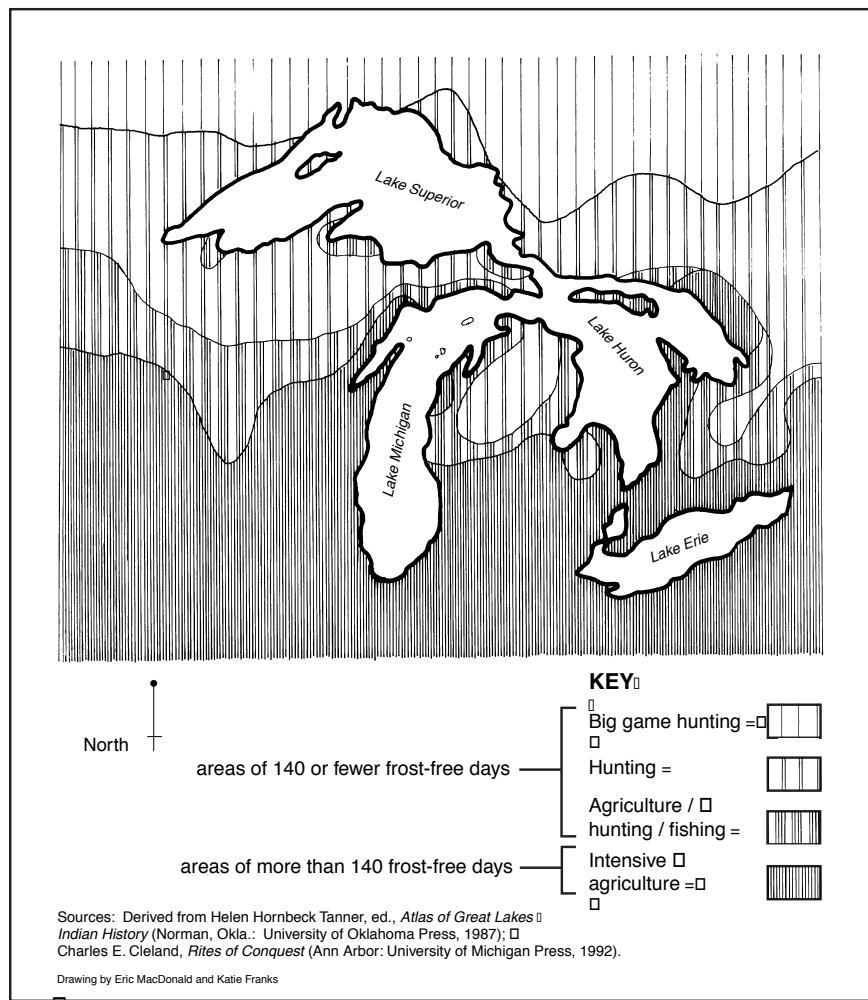 Lake Superior
Lake Huron
Lake Michigan
Lake Erie
North
KEY
areas of 140 or fewer frost-free days
Big game hunting =
Hunting =
Agriculture /
hunting / fishing =
areas of more than 140 frost-free days
Intensive
agriculture =
Sources: Derived from Helen Hornbeck Tanner, ed., Atlas of Great Lakes
Indian History (Norman, Okla.: University of Oklahoma Press, 1987);
Charles E. Cleland, Rites of Conquest (Ann Arbor: University of Michigan Press, 1992).
Drawing by Eric MacDonald and Katie Franks